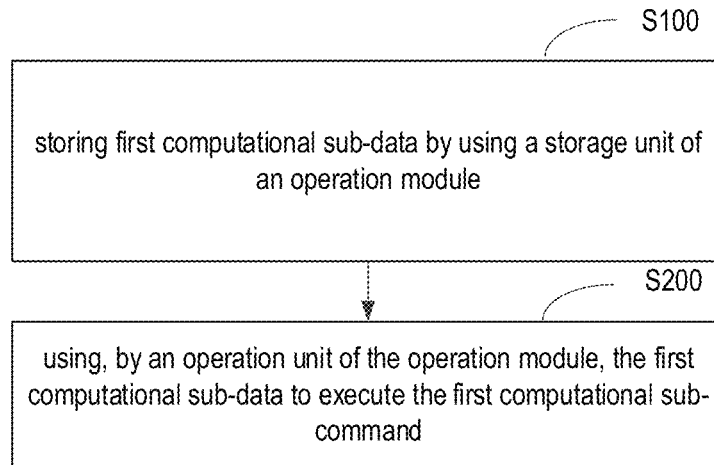 S100
storing first computational sub-data by using a storage unit of
an operation module
S200
using, by an operation unit of the operation module, the first
computational sub-data to execute the first computational sub-
command